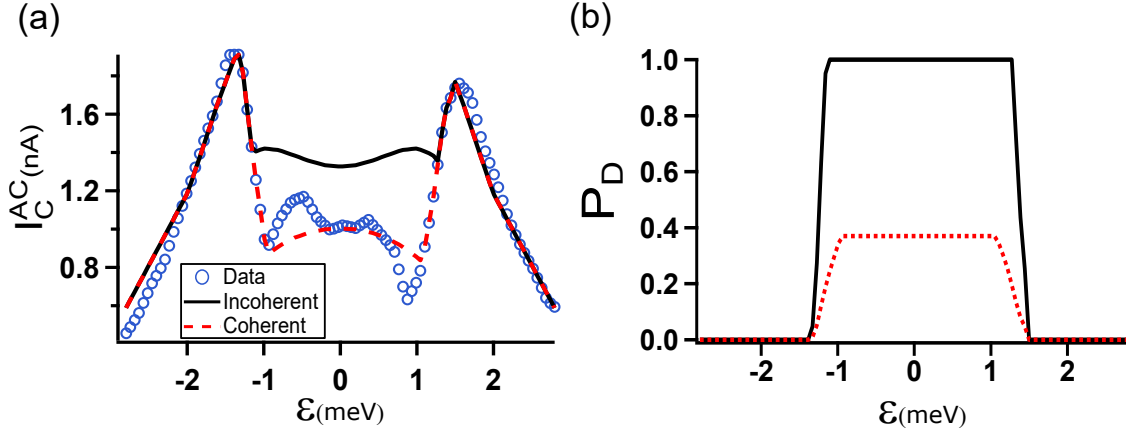 (a)
I_C^AC (nA)
1.6
1.2
0.8
Data
Incoherent
Coherent
-2 -1 0 1 2
ε(meV)
(b)
P_D
1.0
0.8
0.6
0.4
0.2
0.0
-2 -1 0 1 2
ε(meV)